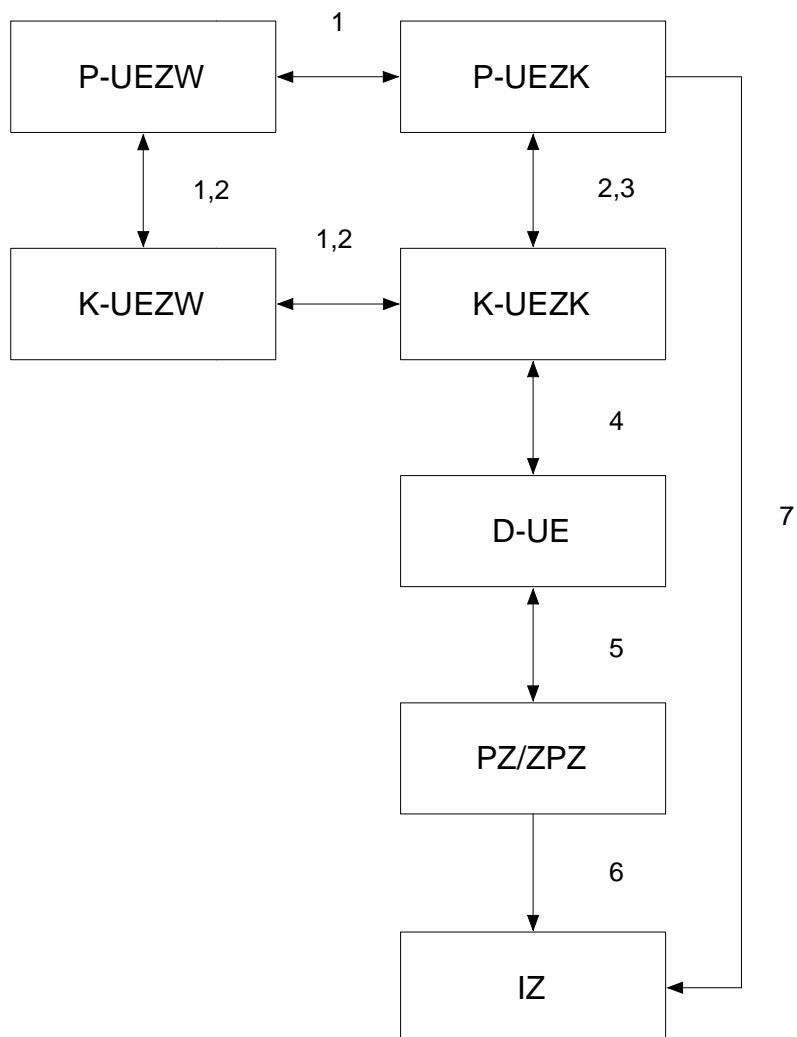 1
P-UEZW
P-UEZK
1,2
2,3
1,2
K-UEZW
K-UEZK
4
7
D-UE
5
PZ/ZPZ
6
IZ